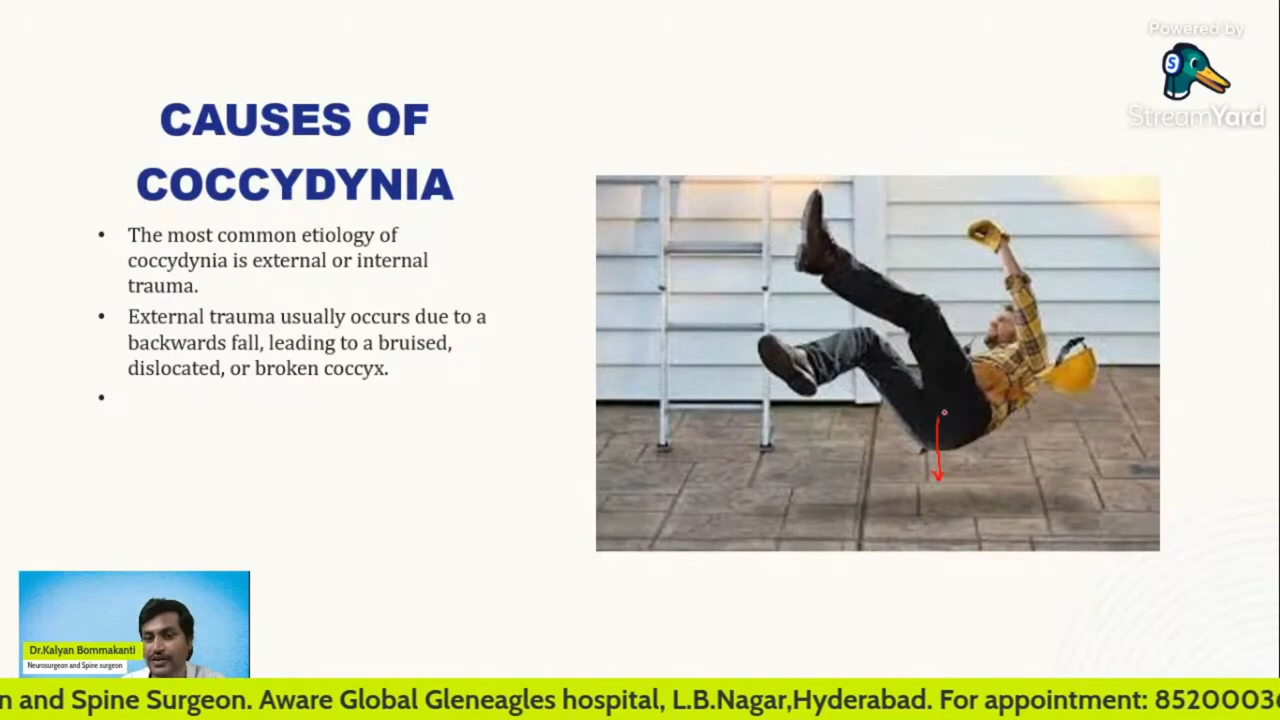 Powered by
StreamYard
CAUSES OF
COCCYDYNIA
• The most common etiology of
coccydynia is external or internal
trauma.
• External trauma usually occurs due to a
backwards fall, leading to a bruised,
dislocated, or broken coccyx.
•
Dr.Kalyan Bommakanti
Neurosurgeon and Spine surgeon
n and Spine Surgeon. Aware Global Gleneagles hospital, L.B.Nagar,Hyderabad. For appointment: 8520003